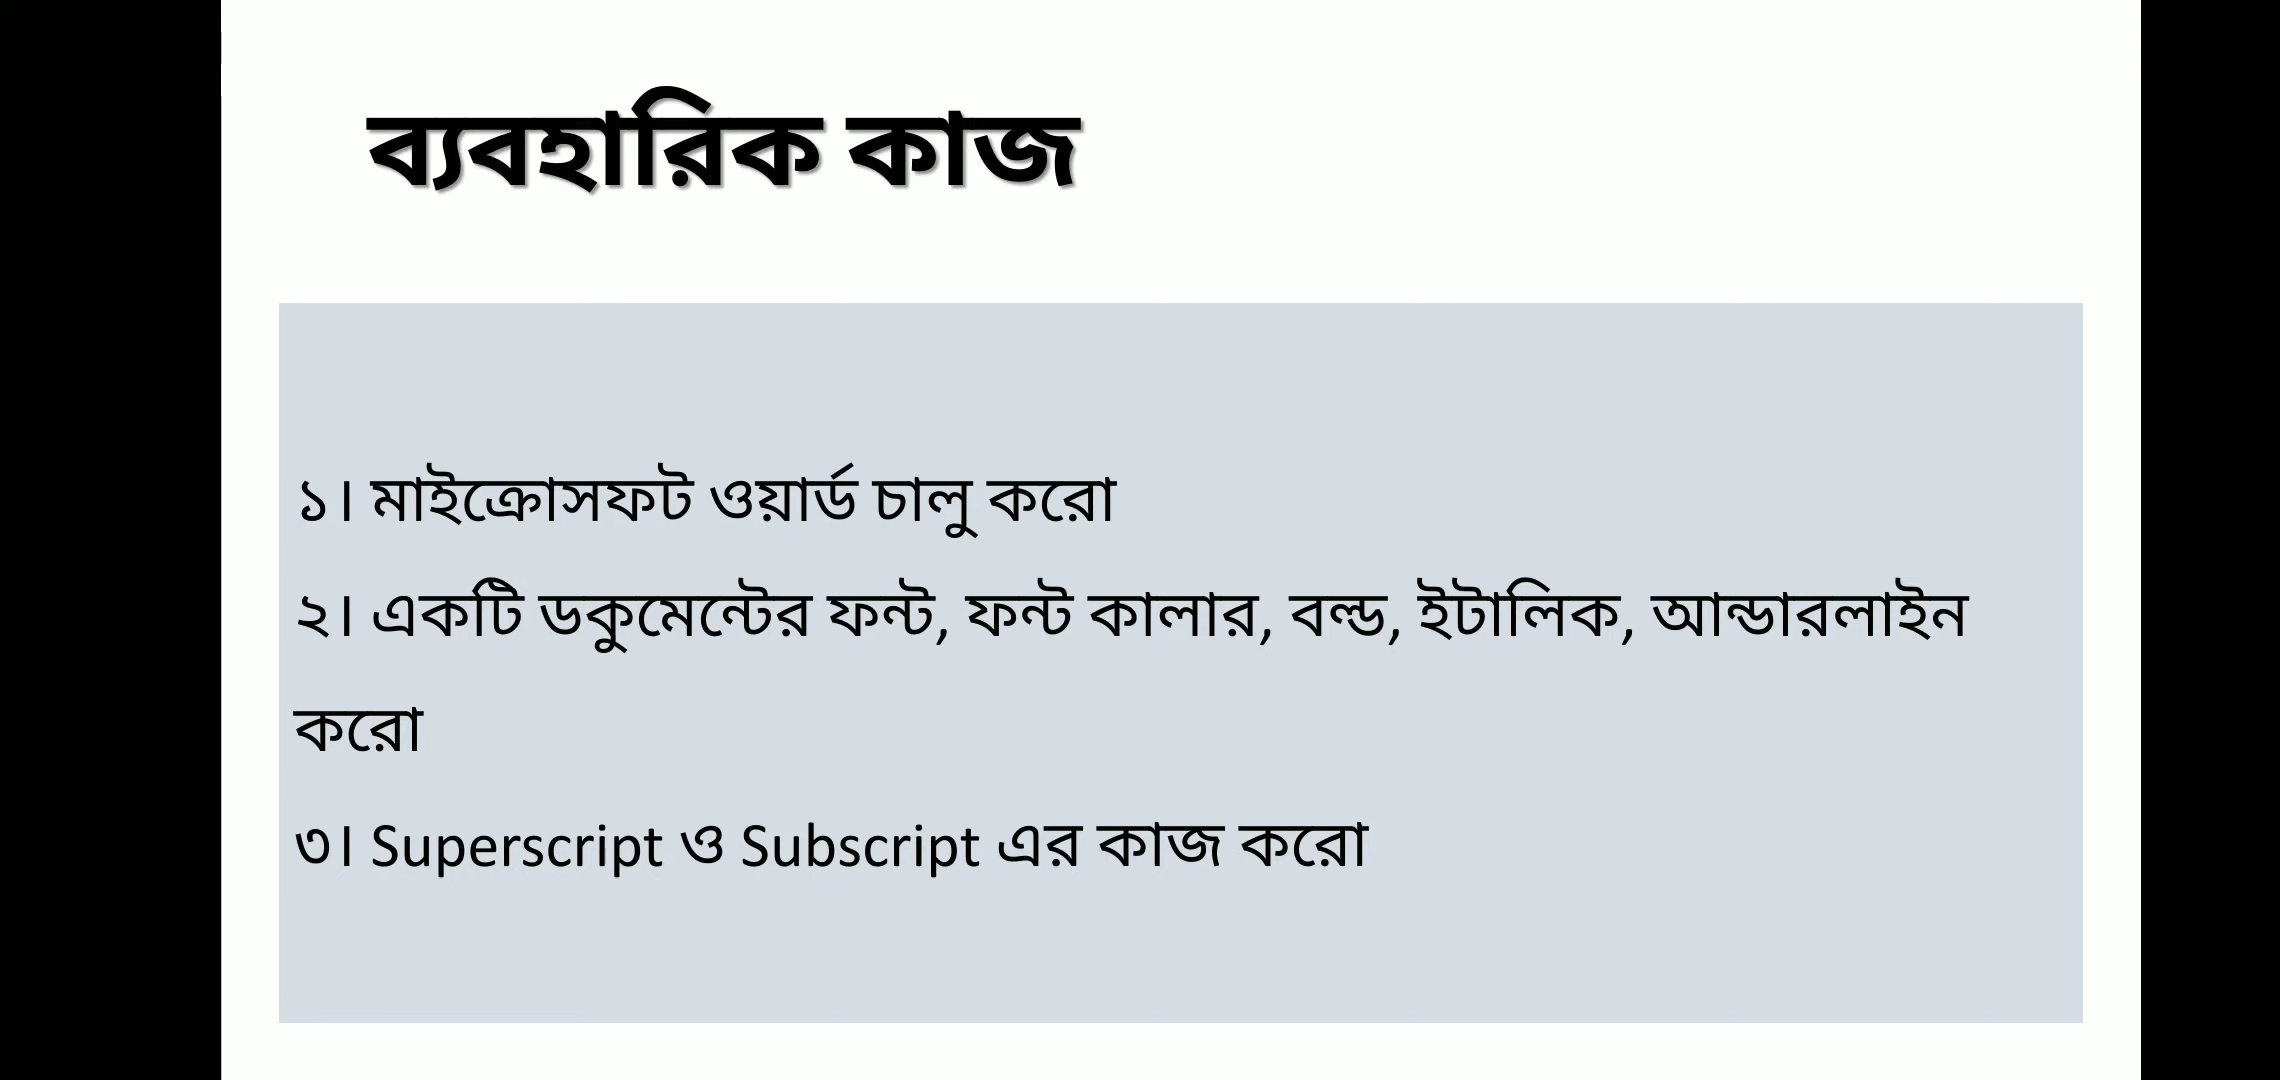 ব্যবহারিক কাজ
১। মাইক্রোসফট ওয়ার্ড চালু করো
২। একটি ডকুমেন্টের ফন্ট, ফন্ট কালার, বল্ড, ইটালিক, আন্ডারলাইন
করো
৩। Superscript ও Subscript এর কাজ করো